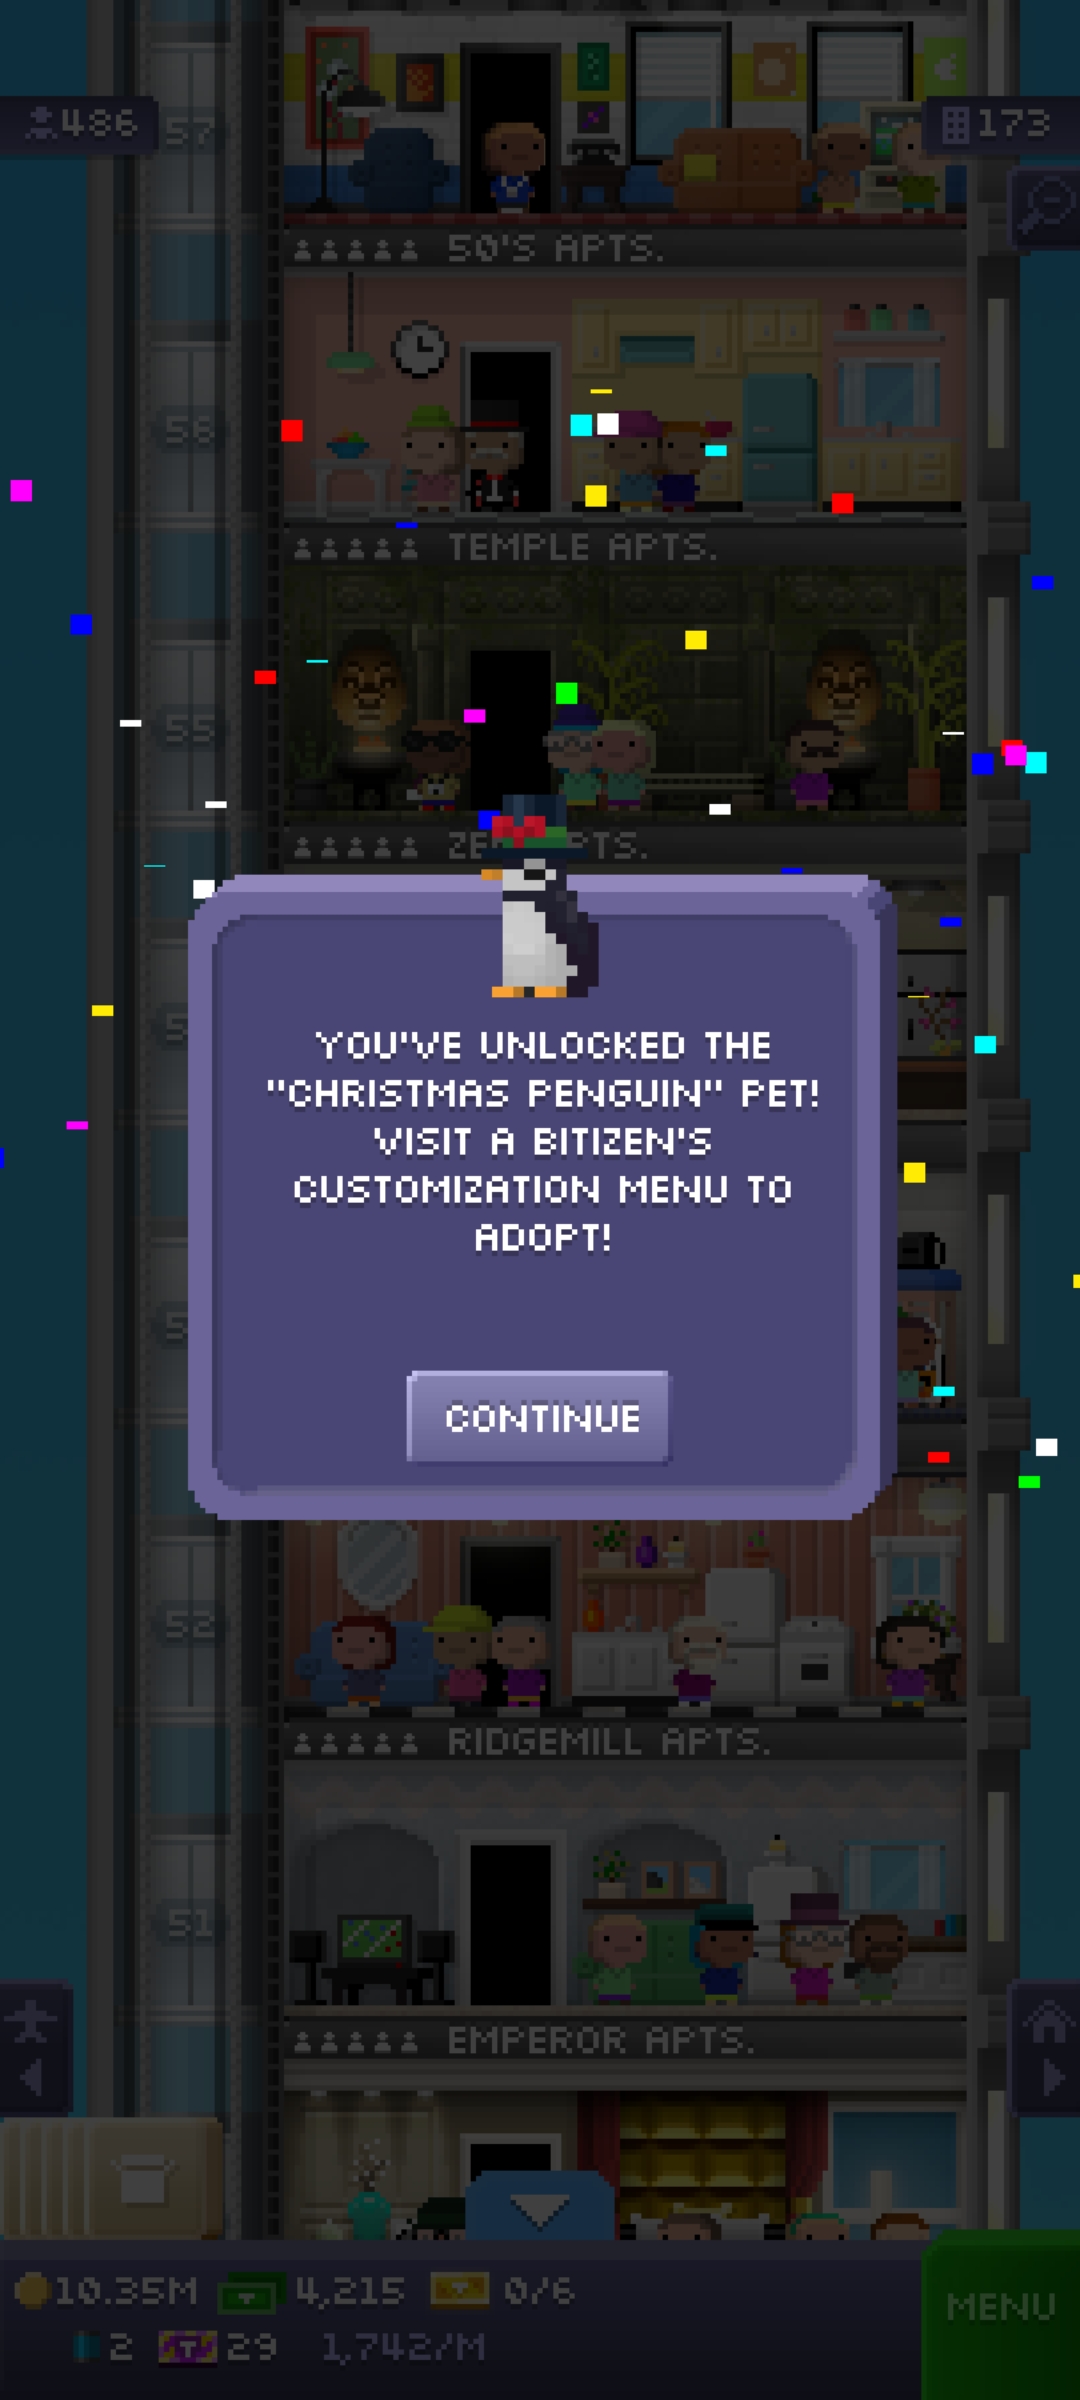 486
57
173
50'S APTS.
58
TEMPLE APTS.
55
ZE PTS.
YOU'VE UNLOCKED THE
"CHRISTMAS PENGUIN" PET!
VISIT A BITIZEN'S
CUSTOMIZATION MENU TO
ADOPT!
CONTINUE
52
RIDGEMILL APTS.
51
EMPEROR APTS.
10.35M 4,215 0/6
MENU
2 29 1,742/M